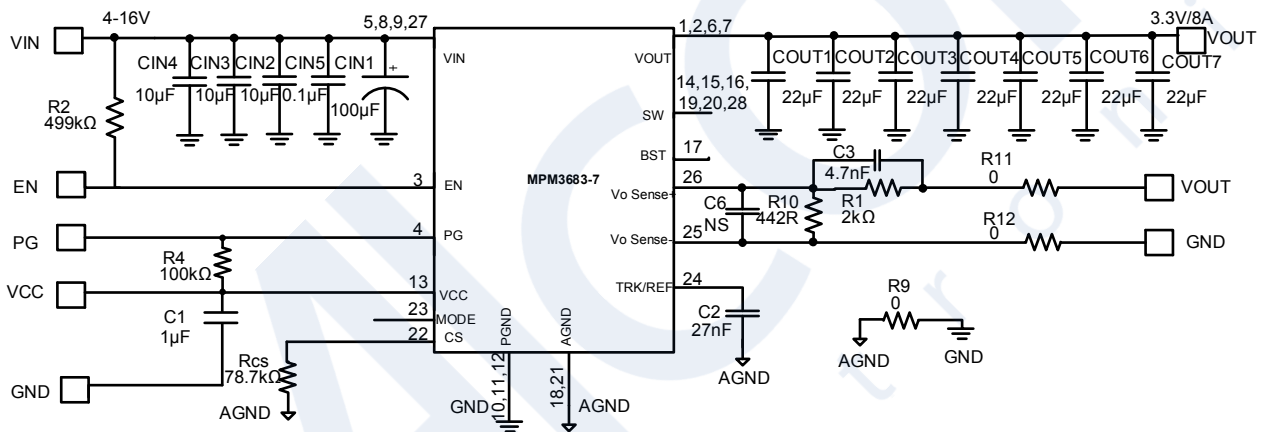 4-16V
5,8,9,27
1,2,6,7
3.3V/8A
VIN
VIN
VOUT
VOUT
CIN4
CIN3
CIN2
CIN5
CIN1
+
10µF
10µF
10µF
0.1µF
100µF
COUT1
COUT2
COUT3
COUT4
COUT5
COUT6
COUT7
22µF
22µF
22µF
22µF
22µF
22µF
22µF
14,15,16,
19,20,28
SW
R2
499kΩ
17
BST
MPM3683-7
EN
3
EN
26
Vo Sense+
C3
4.7nF
R11
0
VOUT
C6
NS
R10
442R
R1
2kΩ
PG
4
PG
25
Vo Sense-
R12
0
GND
R4
100kΩ
VCC
13
VCC
24
TRK/REF
C2
27nF
AGND
R9
0
AGND
GND
C1
1µF
23
MODE
22
CS
Rcs
78.7kΩ
AGND
GND
PGND
AGND
10,11,12
18,21
GND
AGND